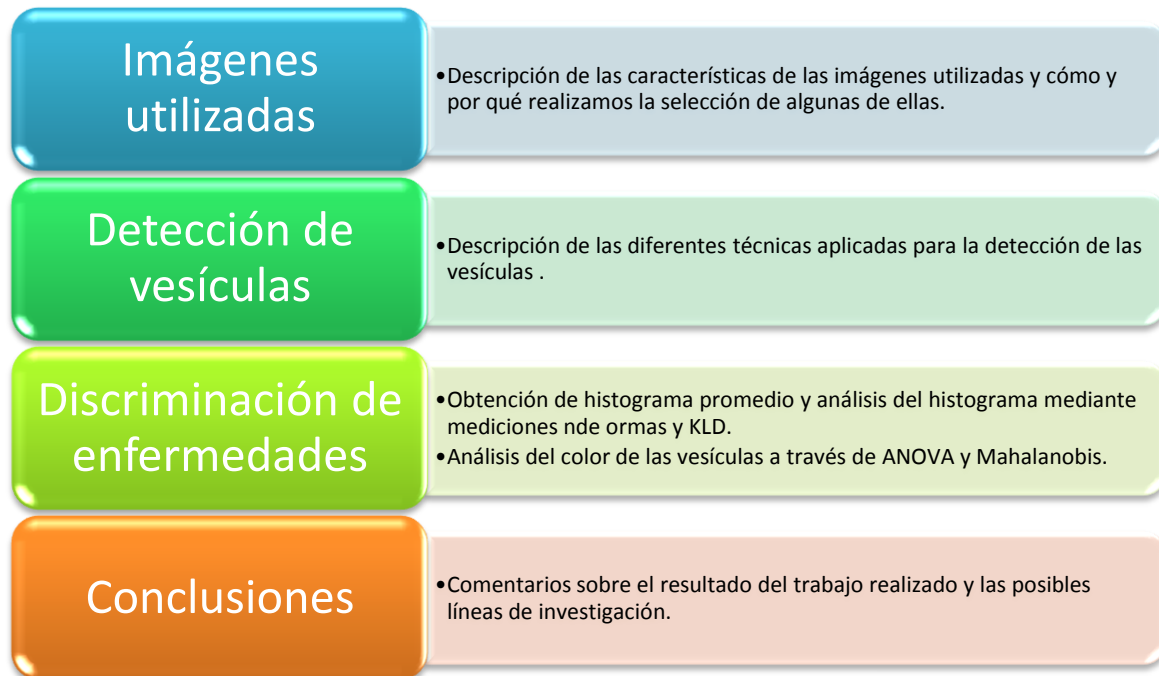 Imágenes
utilizadas
•Descripción de las características de las imágenes utilizadas y cómo y
por qué realizamos la selección de algunas de ellas.
Detección de
vesículas
•Descripción de las diferentes técnicas aplicadas para la detección de las
vesículas .
Discriminación de
enfermedades
•Obtención de histograma promedio y análisis del histograma mediante
mediciones nde ormas y KLD.
•Análisis del color de las vesículas a través de ANOVA y Mahalanobis.
Conclusiones
•Comentarios sobre el resultado del trabajo realizado y las posibles
líneas de investigación.